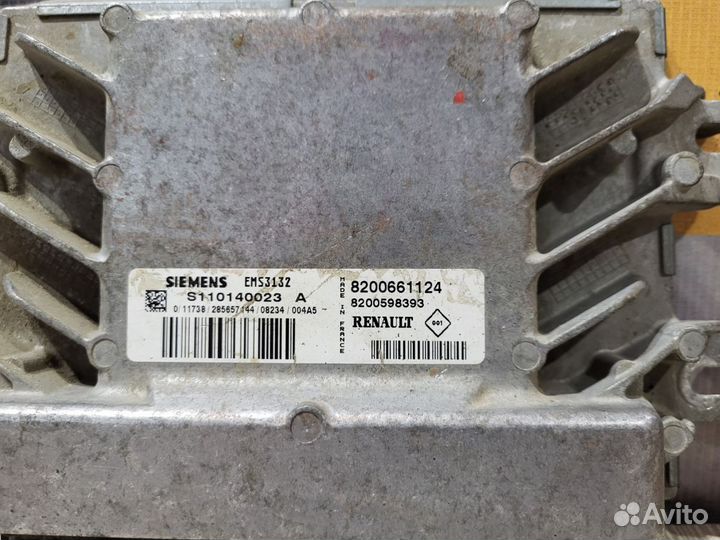 SIEMENS EMS3132
S110140023 A
0/11738/285657144/08234/004A5
MADE IN FRANCE
8200661124
8200598393
RENAULT
001
Avito